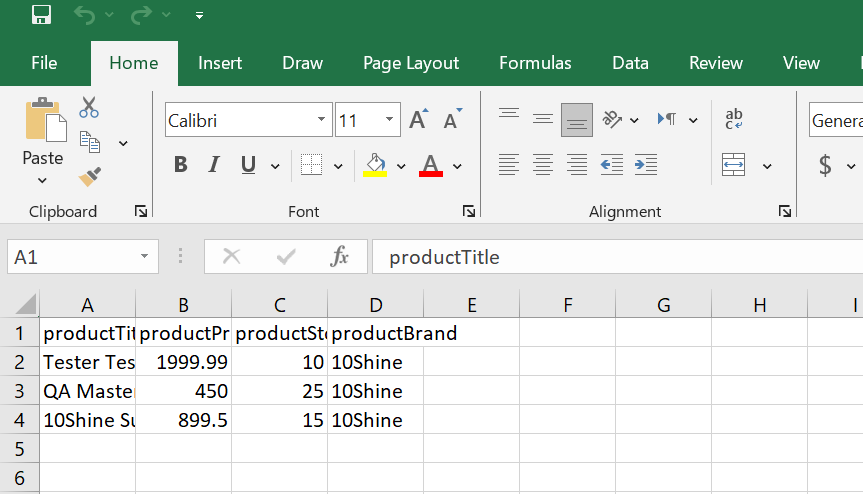 File Home Insert Draw Page Layout Formulas Data Review View
Calibri 11 A A ab Genera
Paste B I U A c $
Clipboard Font Alignment
A1 fx productTitle
A B C D E F G H I
1 productTit productPr productSto productBrand
2 Tester Tes 1999.99 10 10Shine
3 QA Master 450 25 10Shine
4 10Shine Su 899.5 15 10Shine
5
6